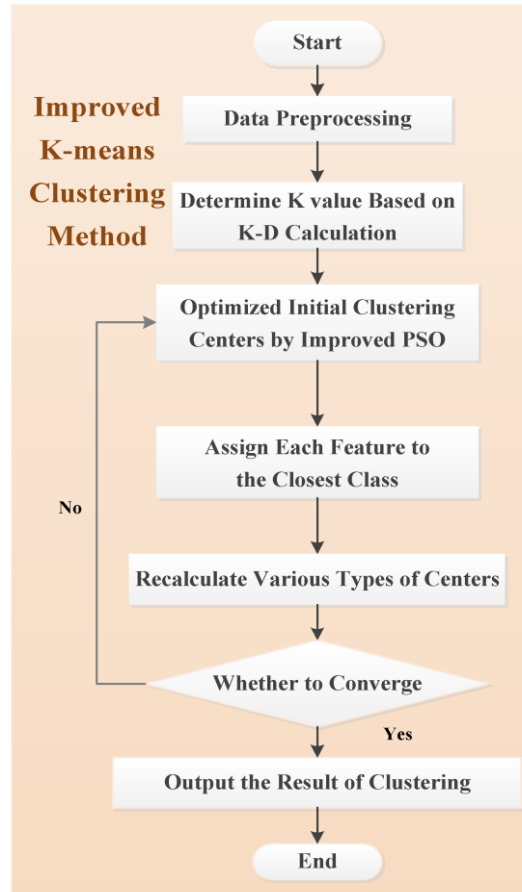 Start
Improved
K-means
Clustering
Method
Data Preprocessing
Determine K value Based on
K-D Calculation
Optimized Initial Clustering
Centers by Improved PSO
Assign Each Feature to
the Closest Class
No
Recalculate Various Types of Centers
Whether to Converge
Yes
Output the Result of Clustering
End